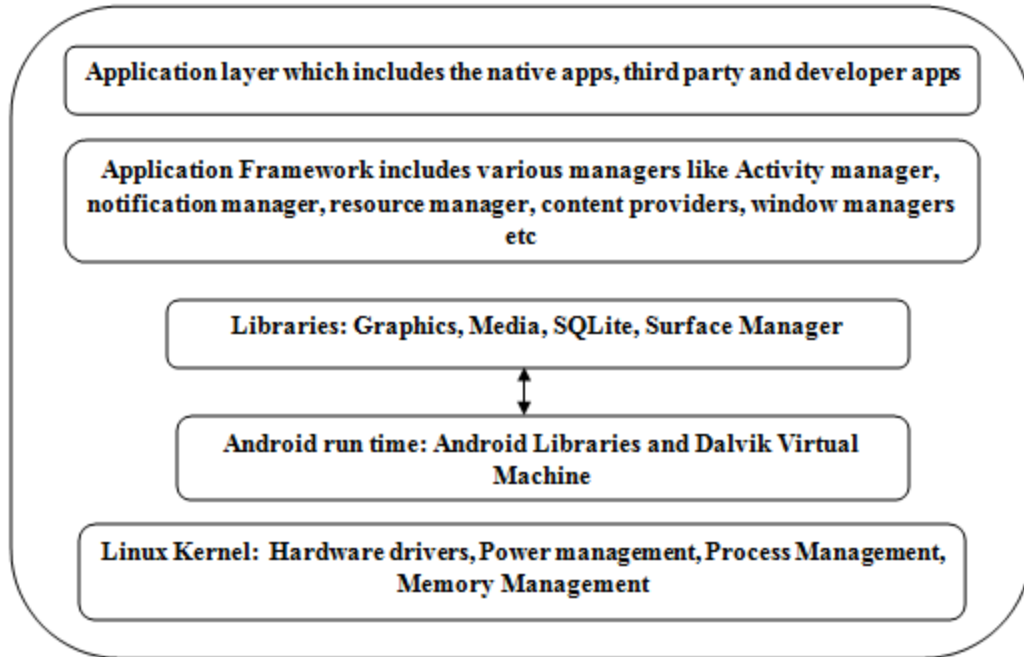 Application layer which includes the native apps, third party and developer apps
Application Framework includes various managers like Activity manager,
notification manager, resource manager, content providers, window managers
etc
Libraries: Graphics, Media, SQLite, Surface Manager
Android run time: Android Libraries and Dalvik Virtual
Machine
Linux Kernel: Hardware drivers, Power management, Process Management,
Memory Management